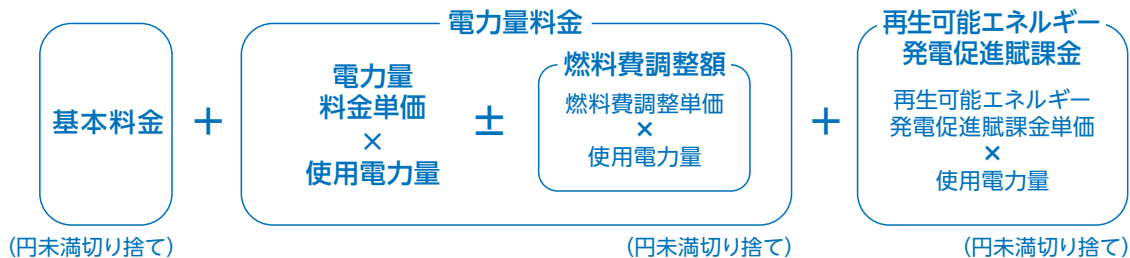 基本料金
+
電力量料金
電力量
料金単価
×
使用電力量
±
燃料費調整額
燃料費調整単価
×
使用電力量
+
再生可能エネルギー
発電促進賦課金
再生可能エネルギー
発電促進賦課金単価
×
使用電力量
(円未満切り捨て)
(円未満切り捨て)
(円未満切り捨て)